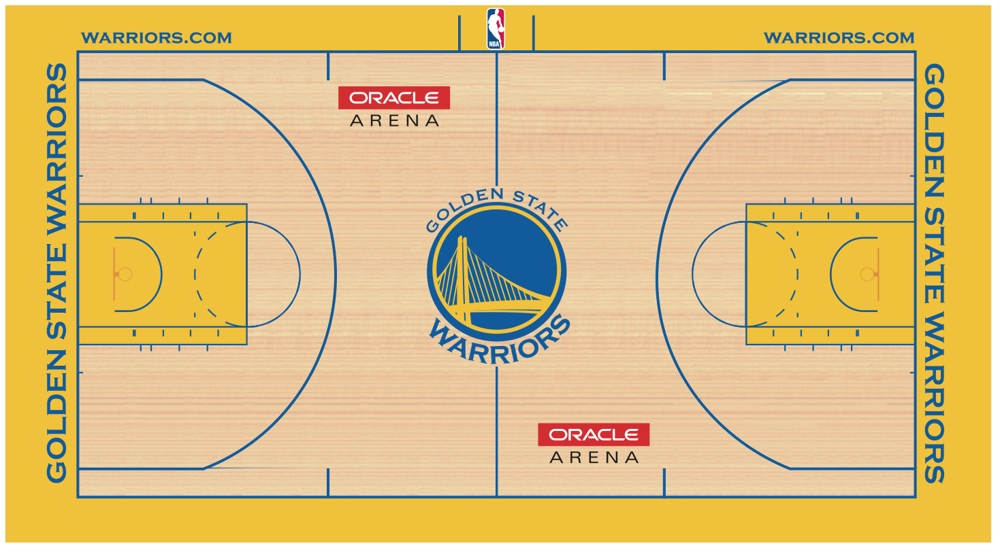 WARRIORS.COM
NBA
WARRIORS.COM
GOLDEN STATE WARRIORS
ORACLE
ARENA
GOLDEN STATE
WARRIORS
ORACLE
ARENA
GOLDEN STATE WARRIORS